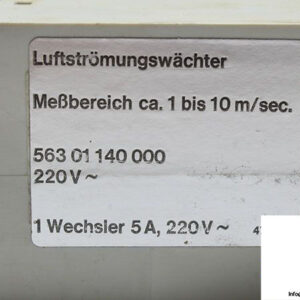 Luftströmungswächter
Meßbereich ca. 1 bis 10 m/sec.
563 01 140 000
220 V ~
1 Wechsler 5 A, 220 V ~